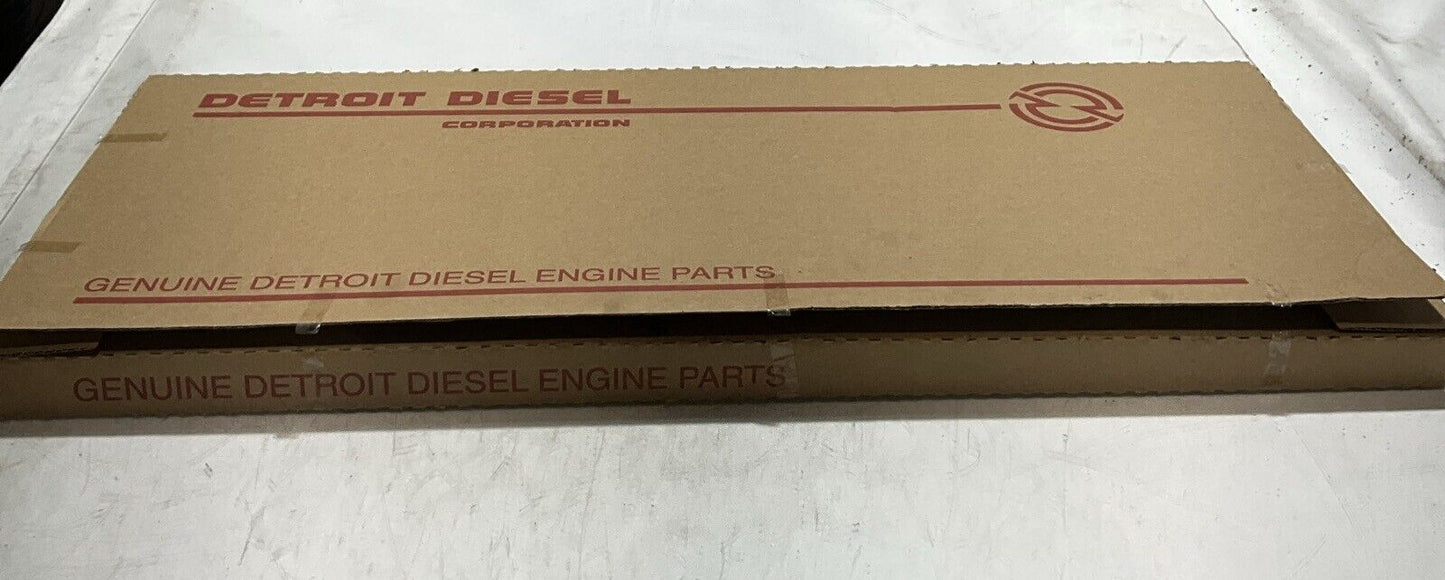 DETROIT DIESEL
CORPORATION
GENUINE DETROIT DIESEL ENGINE PARTS
GENUINE DETROIT DIESEL ENGINE PARTS